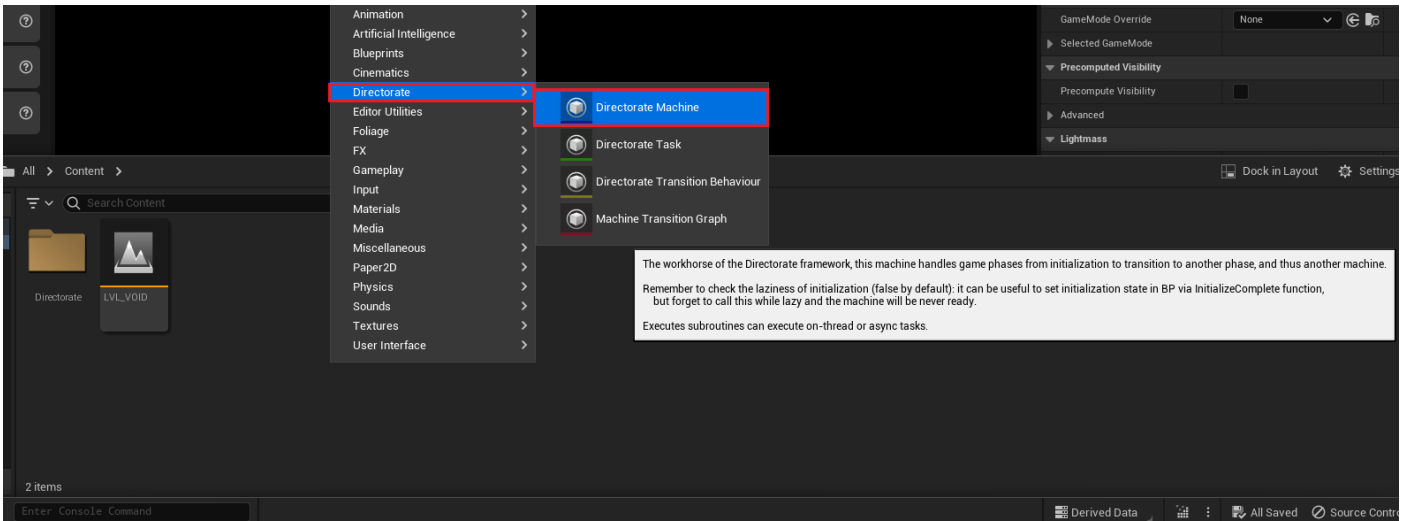 Animation
Artificial Intelligence
Blueprints
Cinematics
Directorate
Editor Utilities
Foliage
FX
Gameplay
Input
Materials
Media
Miscellaneous
Paper2D
Physics
Sounds
Textures
User Interface
Directorate Machine
Directorate Task
Directorate Transition Behaviour
Machine Transition Graph
The workhorse of the Directorate framework, this machine handles game phases from initialization to transition to another phase, and thus another machine.
Remember to check the laziness of initialization (false by default): it can be useful to set initialization state in BP via InitializeComplete function,
but forget to call this while lazy and the machine will be never ready.
Executes subroutines can execute on-thread or async tasks.
GameMode Override None
Selected GameMode
Precomputed Visibility
Precompute Visibility
Advanced
Lightmass
All > Content >
Dock in Layout Settings
Search Content
Directorate LVL_VOID
2 items
Enter Console Command
Derived Data All Saved Source Contro